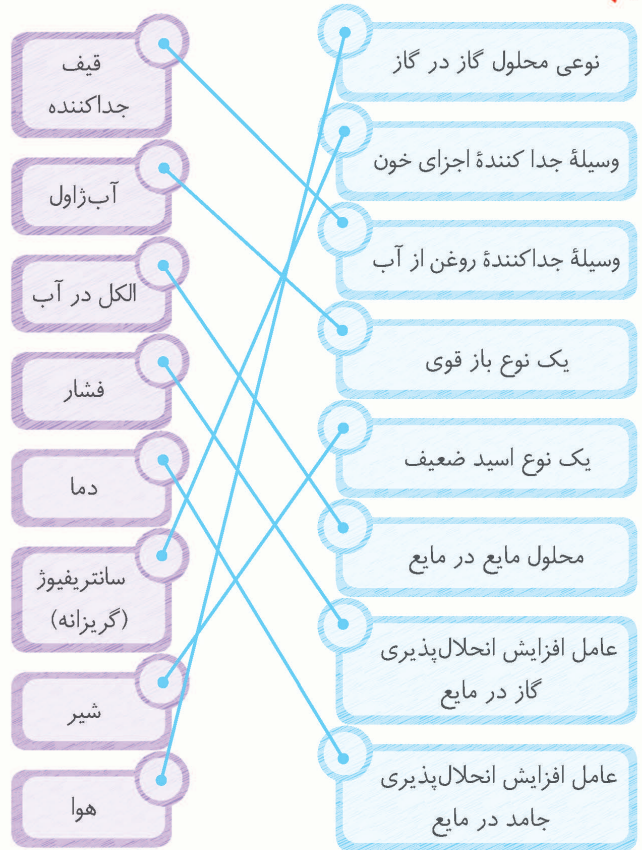 نوعی محلول گاز در گاز
وسیلهٔ جدا کنندهٔ اجزای خون
وسیلهٔ جداکنندهٔ روغن از آب
یک نوع باز قوی
یک نوع اسید ضعیف
محلول مایع در مایع
عامل افزایش انحلال‌پذیری
گاز در مایع
عامل افزایش انحلال‌پذیری
جامد در مایع
قیف
جداکننده
آب‌ژاول
الکل در آب
فشار
دما
سانتریفیوژ
(گریزانه)
شیر
هوا